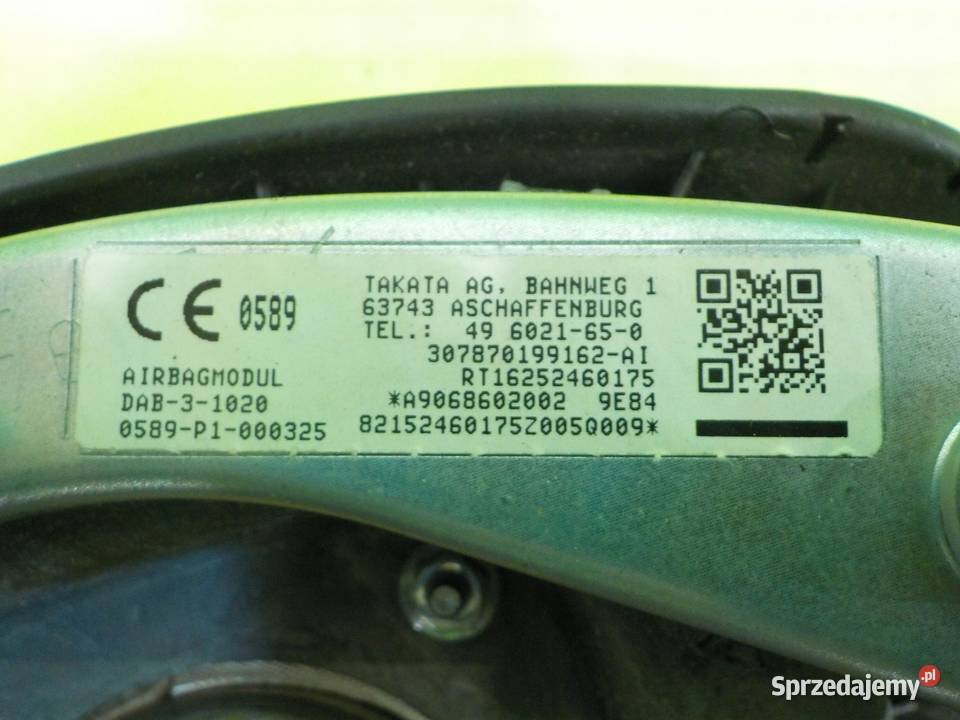 CE 0589
AIRBAGMODUL
DAB-3-1020
0589-P1-000325
TAKATA AG, BAHNWEG 1
63743 ASCHAFFENBURG
TEL.: 49 6021-65-0
307870199162-AI
RT16252460175
*A9068602002 9E84
82152460175Z005Q009*
Sprzedajemy.pl